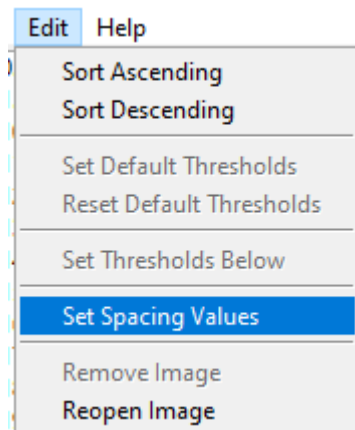 Edit Help
Sort Ascending
Sort Descending
Set Default Thresholds
Reset Default Thresholds
Set Thresholds Below
Set Spacing Values
Remove Image
Reopen Image